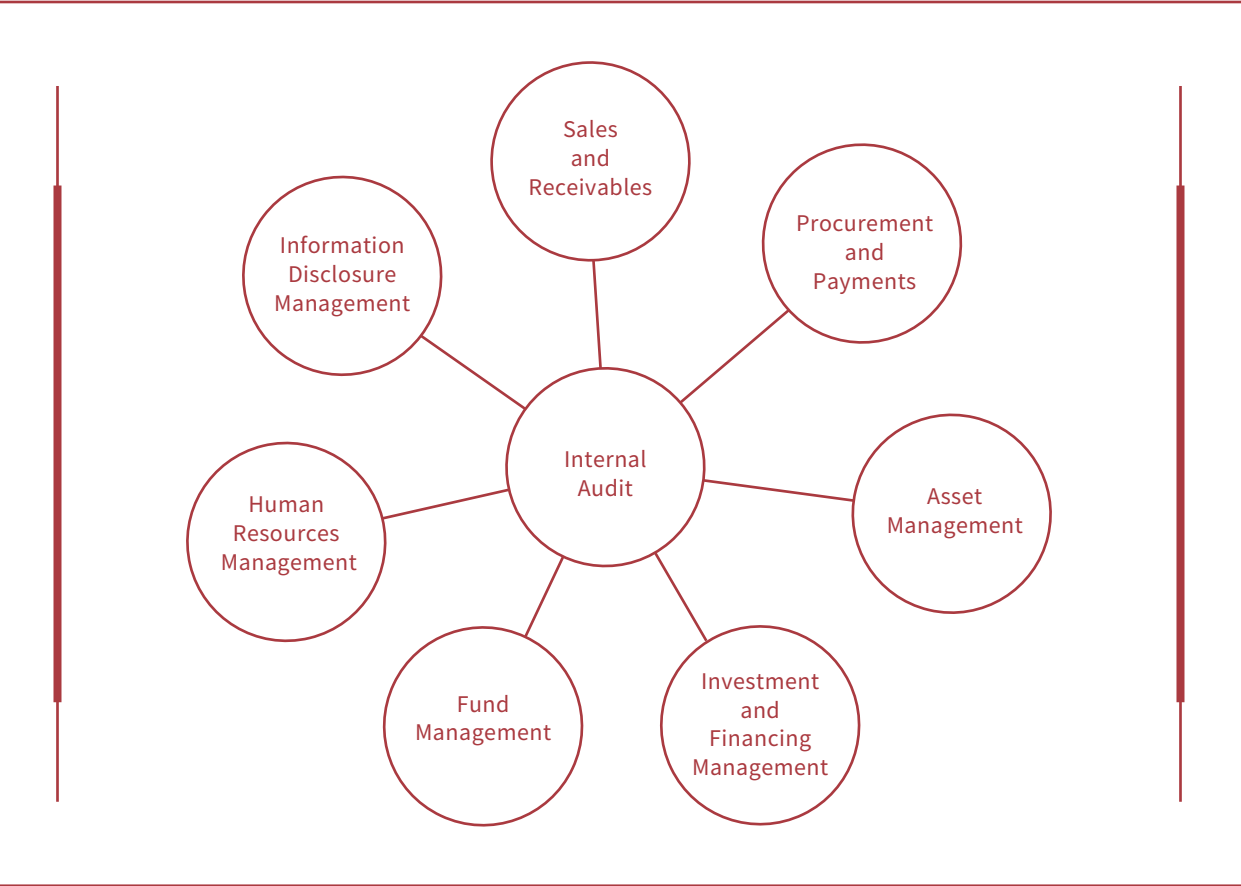 Sales
and
Receivables
Procurement
and
Payments
Information
Disclosure
Management
Internal
Audit
Asset
Management
Human
Resources
Management
Fund
Management
Investment
and
Financing
Management